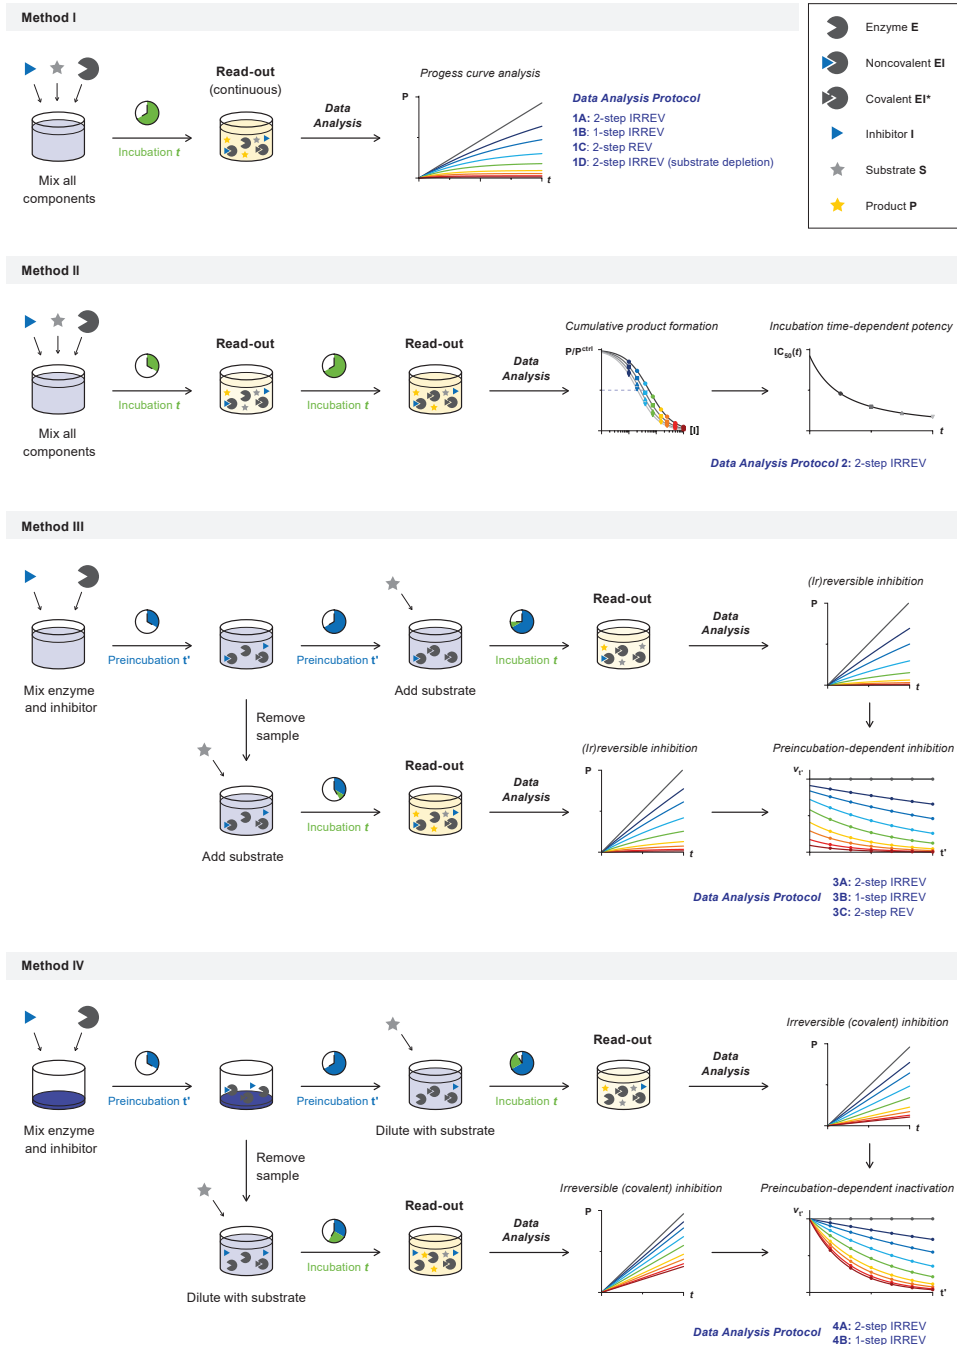 Method I
Enzyme E
Noncovalent EI
Covalent EI*
Inhibitor I
Substrate S
Product P
Mix all
components
Incubation t
Read-out
(continuous)
Data
Analysis
Progess curve analysis
P
t
Data Analysis Protocol
1A: 2-step IRREV
1B: 1-step IRREV
1C: 2-step REV
1D: 2-step IRREV (substrate depletion)
Method II
Mix all
components
Incubation t
Read-out
Incubation t
Read-out
Data
Analysis
Cumulative product formation
P/Pctrl
[I]
Incubation time-dependent potency
IC50(t)
t
Data Analysis Protocol 2: 2-step IRREV
Method III
Mix enzyme
and inhibitor
Preincubation t'
Preincubation t'
Add substrate
Incubation t
Read-out
Data
Analysis
(Ir)reversible inhibition
P
t
Remove
sample
Add substrate
Incubation t
Read-out
Data
Analysis
(Ir)reversible inhibition
P
t
Preincubation-dependent inhibition
vt'
t'
Data Analysis Protocol
3A: 2-step IRREV
3B: 1-step IRREV
3C: 2-step REV
Method IV
Mix enzyme
and inhibitor
Preincubation t'
Preincubation t'
Dilute with substrate
Incubation t
Read-out
Data
Analysis
Irreversible (covalent) inhibition
P
t
Remove
sample
Dilute with substrate
Incubation t
Read-out
Data
Analysis
Irreversible (covalent) inhibition
P
t
Preincubation-dependent inactivation
vt'
t'
Data Analysis Protocol
4A: 2-step IRREV
4B: 1-step IRREV